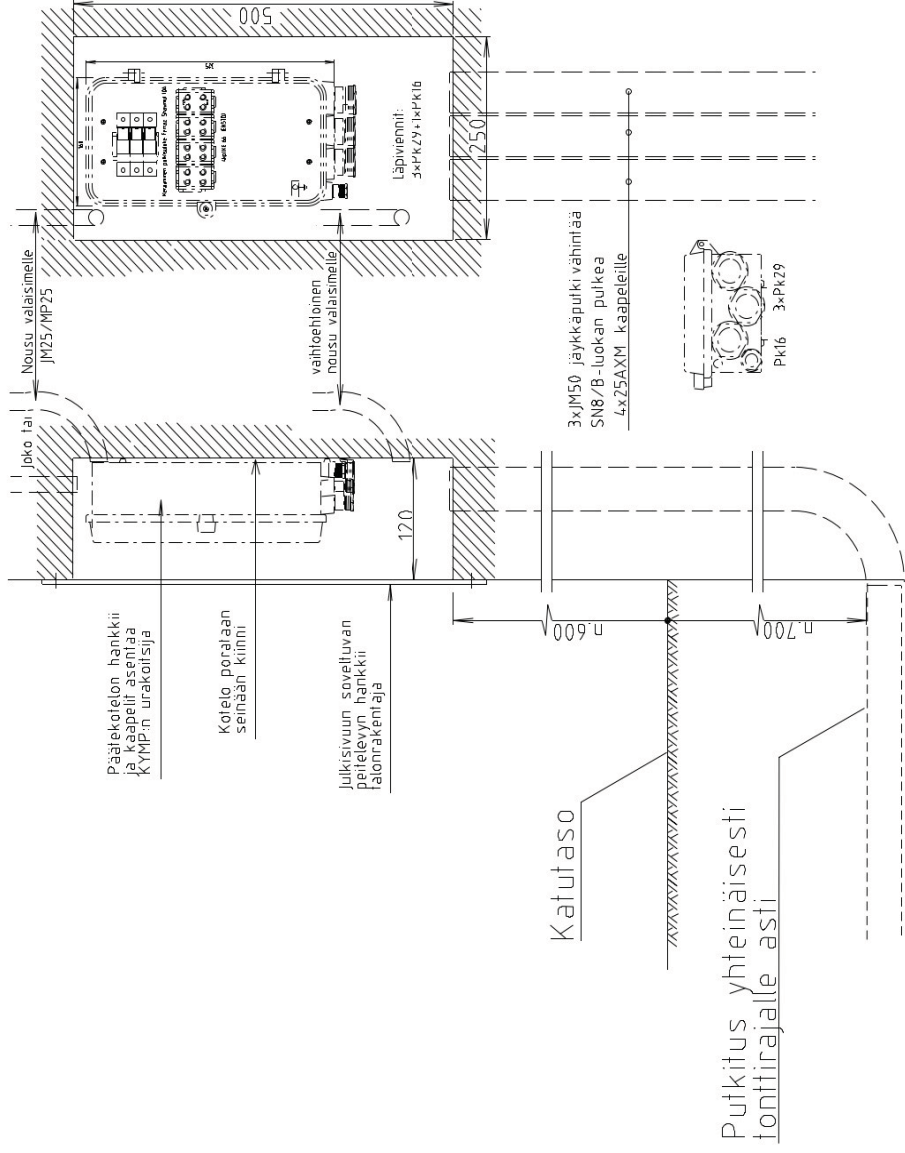 Joko tai
Nousu valaisimelle
JM25/MP25
vaihtoehtoinen
nousu valaisimelle
500
250
Läpiviennit:
3xPK29+1xPK16
Päätekotelon hankkii
ja kaapelit asentaa
KYMP:n urakoitsija
Kotelo porataan
seinään kiinni
Julkisivuun soveltuvan
peitelevyn hankkii
talonrakentaja
120
3xJM50 jäykkäputki vähintää
SN8/B-luokan putkea
4x25AXM kaapeleille
Pk16 3xPk29
n.600
n.700
Katutaso
Putkitus yhteinäisesti
tonttirajalle asti